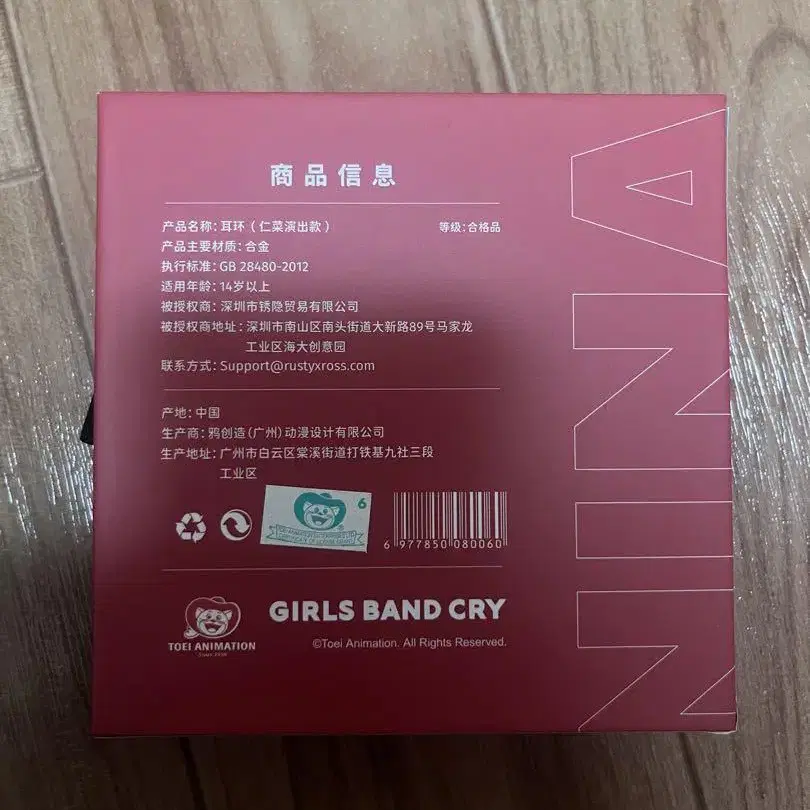 商品信息
产品名称：耳环（仁菜演出款） 等级：合格品
产品主要材质：合金
执行标准：GB 28480-2012
适用年龄：14岁以上
被授权商：深圳市锈隐贸易有限公司
被授权商地址：深圳市南山区南头街道大新路89号马家龙
工业区海大创意园
联系方式：Support@rustyxross.com
产地：中国
生产商：鸦创造（广州）动漫设计有限公司
生产地址：广州市白云区棠溪街道打铁基九社三段
工业区
6
6 977850 080060
TOEI ANIMATION
GIRLS BAND CRY
©Toei Animation. All Rights Reserved.
NINA